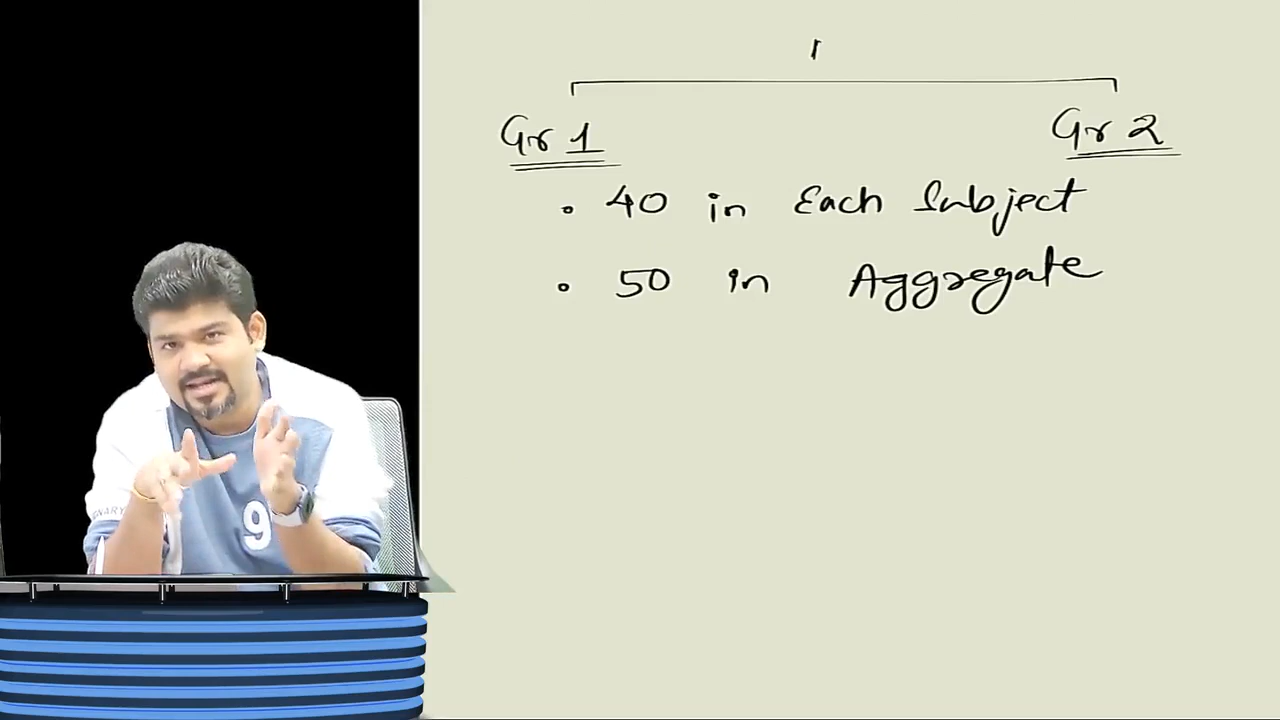 Gr 1 Gr 2
• 40 in Each Subject
• 50 in Aggregate
9